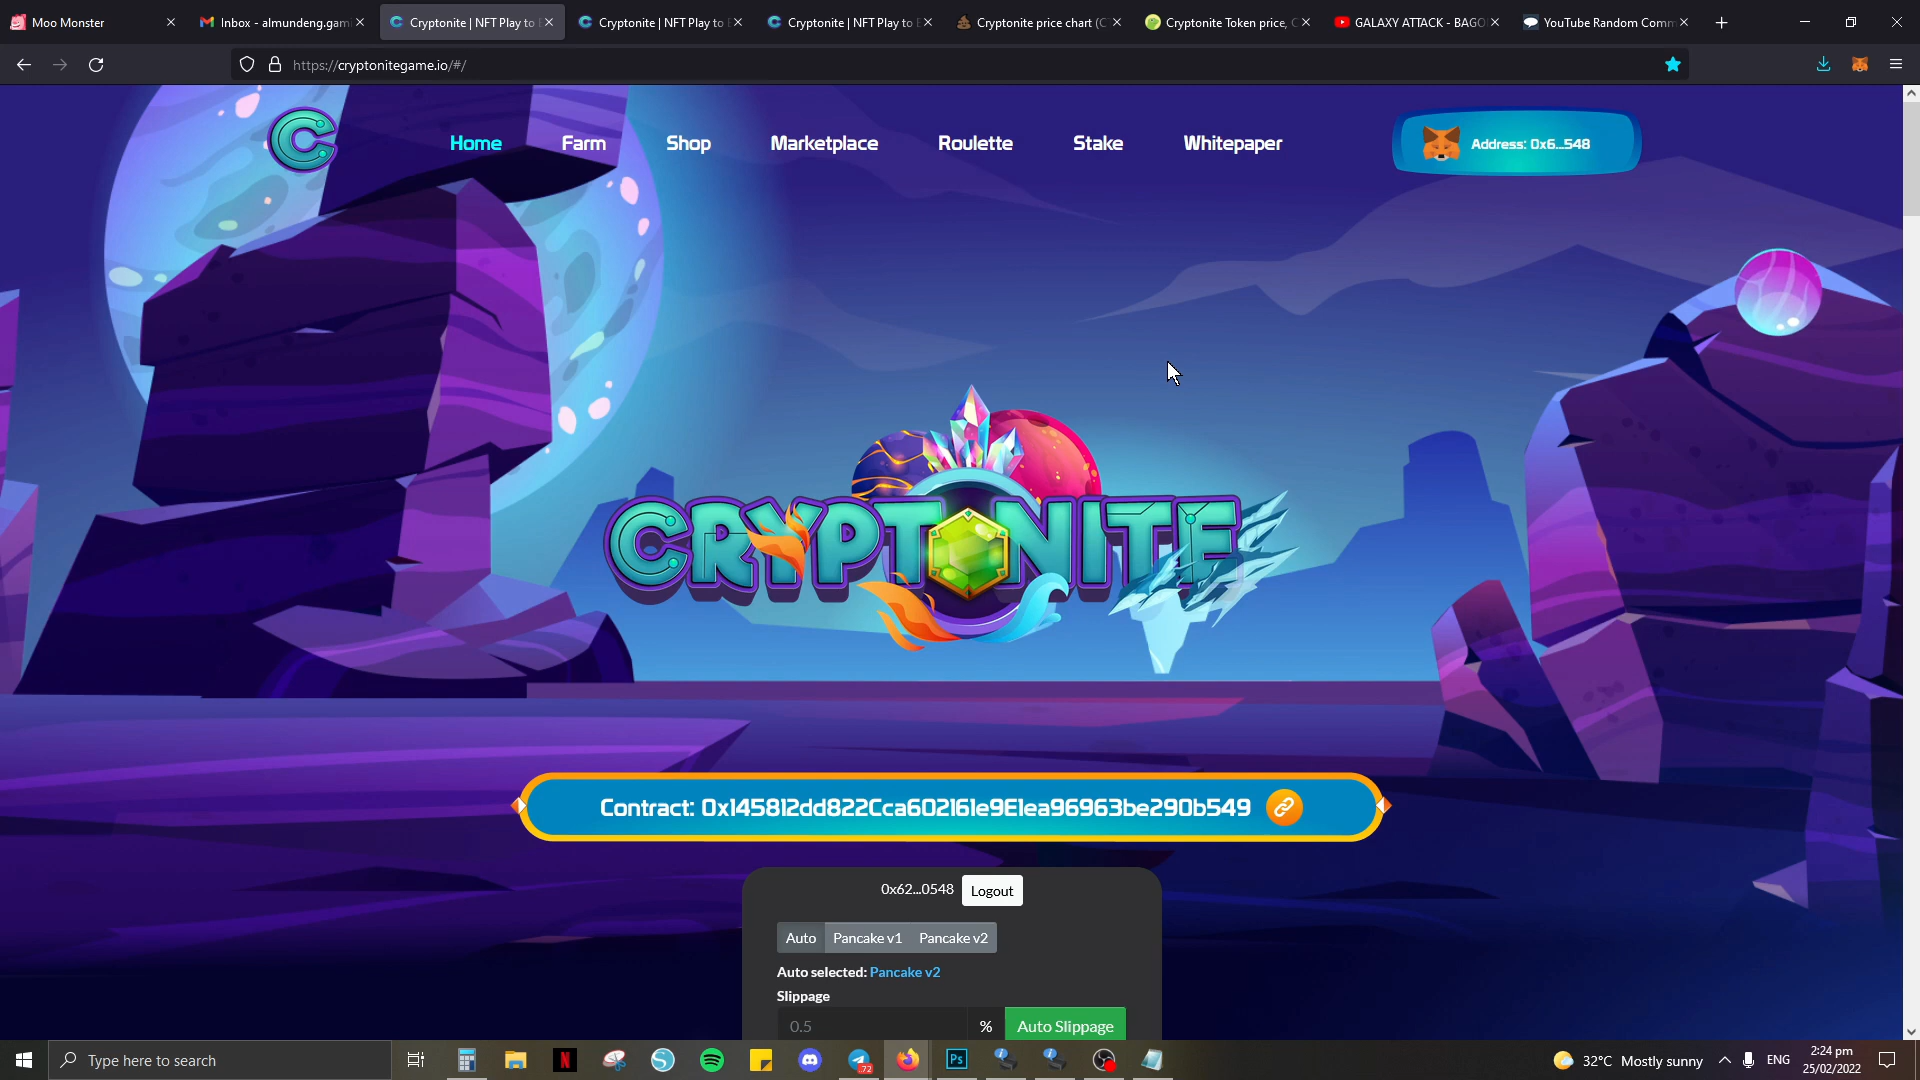 Moo Monster
Inbox - almundeng.gami
Cryptonite | NFT Play to
Cryptonite | NFT Play to E
Cryptonite | NFT Play to E
Cryptonite price chart (C
Cryptonite Token price, C
GALAXY ATTACK - BAGO
YouTube Random Comm
https://cryptonitegame.io/#/
Home
Farm
Shop
Marketplace
Roulette
Stake
Whitepaper
Address: 0x6...548
CRYPTONITE
Contract: 0x145812dd822Cca602161e9E1ea96963be290b549
0x62...0548
Logout
Auto
Pancake v1
Pancake v2
Auto selected: Pancake v2
Slippage
0.5
%
Auto Slippage
Type here to search
72
Ps
32°C Mostly sunny
ENG
2:24 pm
25/02/2022